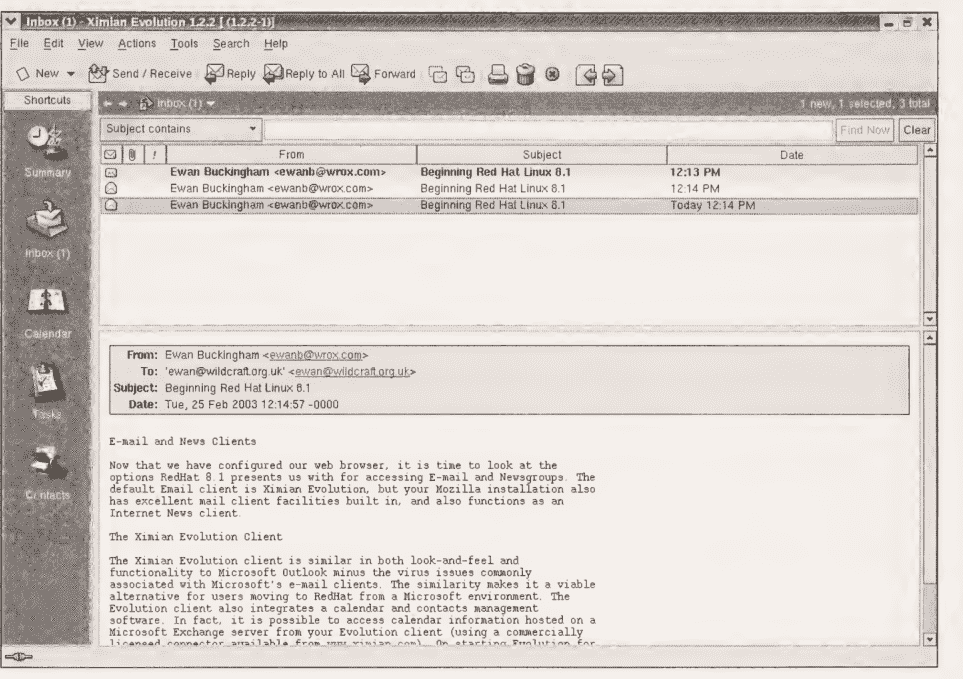 Inbox (1) - Ximian Evolution 1.2.2 [ (1.2.2-1)]
File Edit View Actions Tools Search Help
New Send / Receive Reply Reply to All Forward
Shortcuts
Inbox (1)
1 new, 1 selected, 3 total
Subject contains
Find Now
Clear
! From Subject Date
Ewan Buckingham <ewanb@wrox.com> Beginning Red Hat Linux 8.1 12:13 PM
Ewan Buckingham <ewanb@wrox.com> Beginning Red Hat Linux 8.1 12:14 PM
Ewan Buckingham <ewanb@wrox.com> Beginning Red Hat Linux 8.1 Today 12:14 PM
Summary
Inbox (1)
Calendar
Tasks
Contacts
From: Ewan Buckingham <ewanb@wrox.com>
To: 'ewan@wildcraft.org.uk' <ewan@wildcraft.org.uk>
Subject: Beginning Red Hat Linux 8.1
Date: Tue, 25 Feb 2003 12:14:57 -0000
E-mail and News Clients
Now that we have configured our web browser, it is time to look at the
options RedHat 8.1 presents us with for accessing E-mail and Newsgroups. The
default Email client is Ximian Evolution, but your Mozilla installation also
has excellent mail client facilities built in, and also functions as an
Internet News client.
The Ximian Evolution Client
The Ximian Evolution client is similar in both look-and-feel and
functionality to Microsoft Outlook minus the virus issues commonly
associated with Microsoft's e-mail clients. The similarity makes it a viable
alternative for users moving to RedHat from a Microsoft environment. The
Evolution client also integrates a calendar and contacts management
software. In fact, it is possible to access calendar information hosted on a
Microsoft Exchange server from your Evolution client (using a commercially
licensed connector available from www.ximian.com). On starting Evolution for